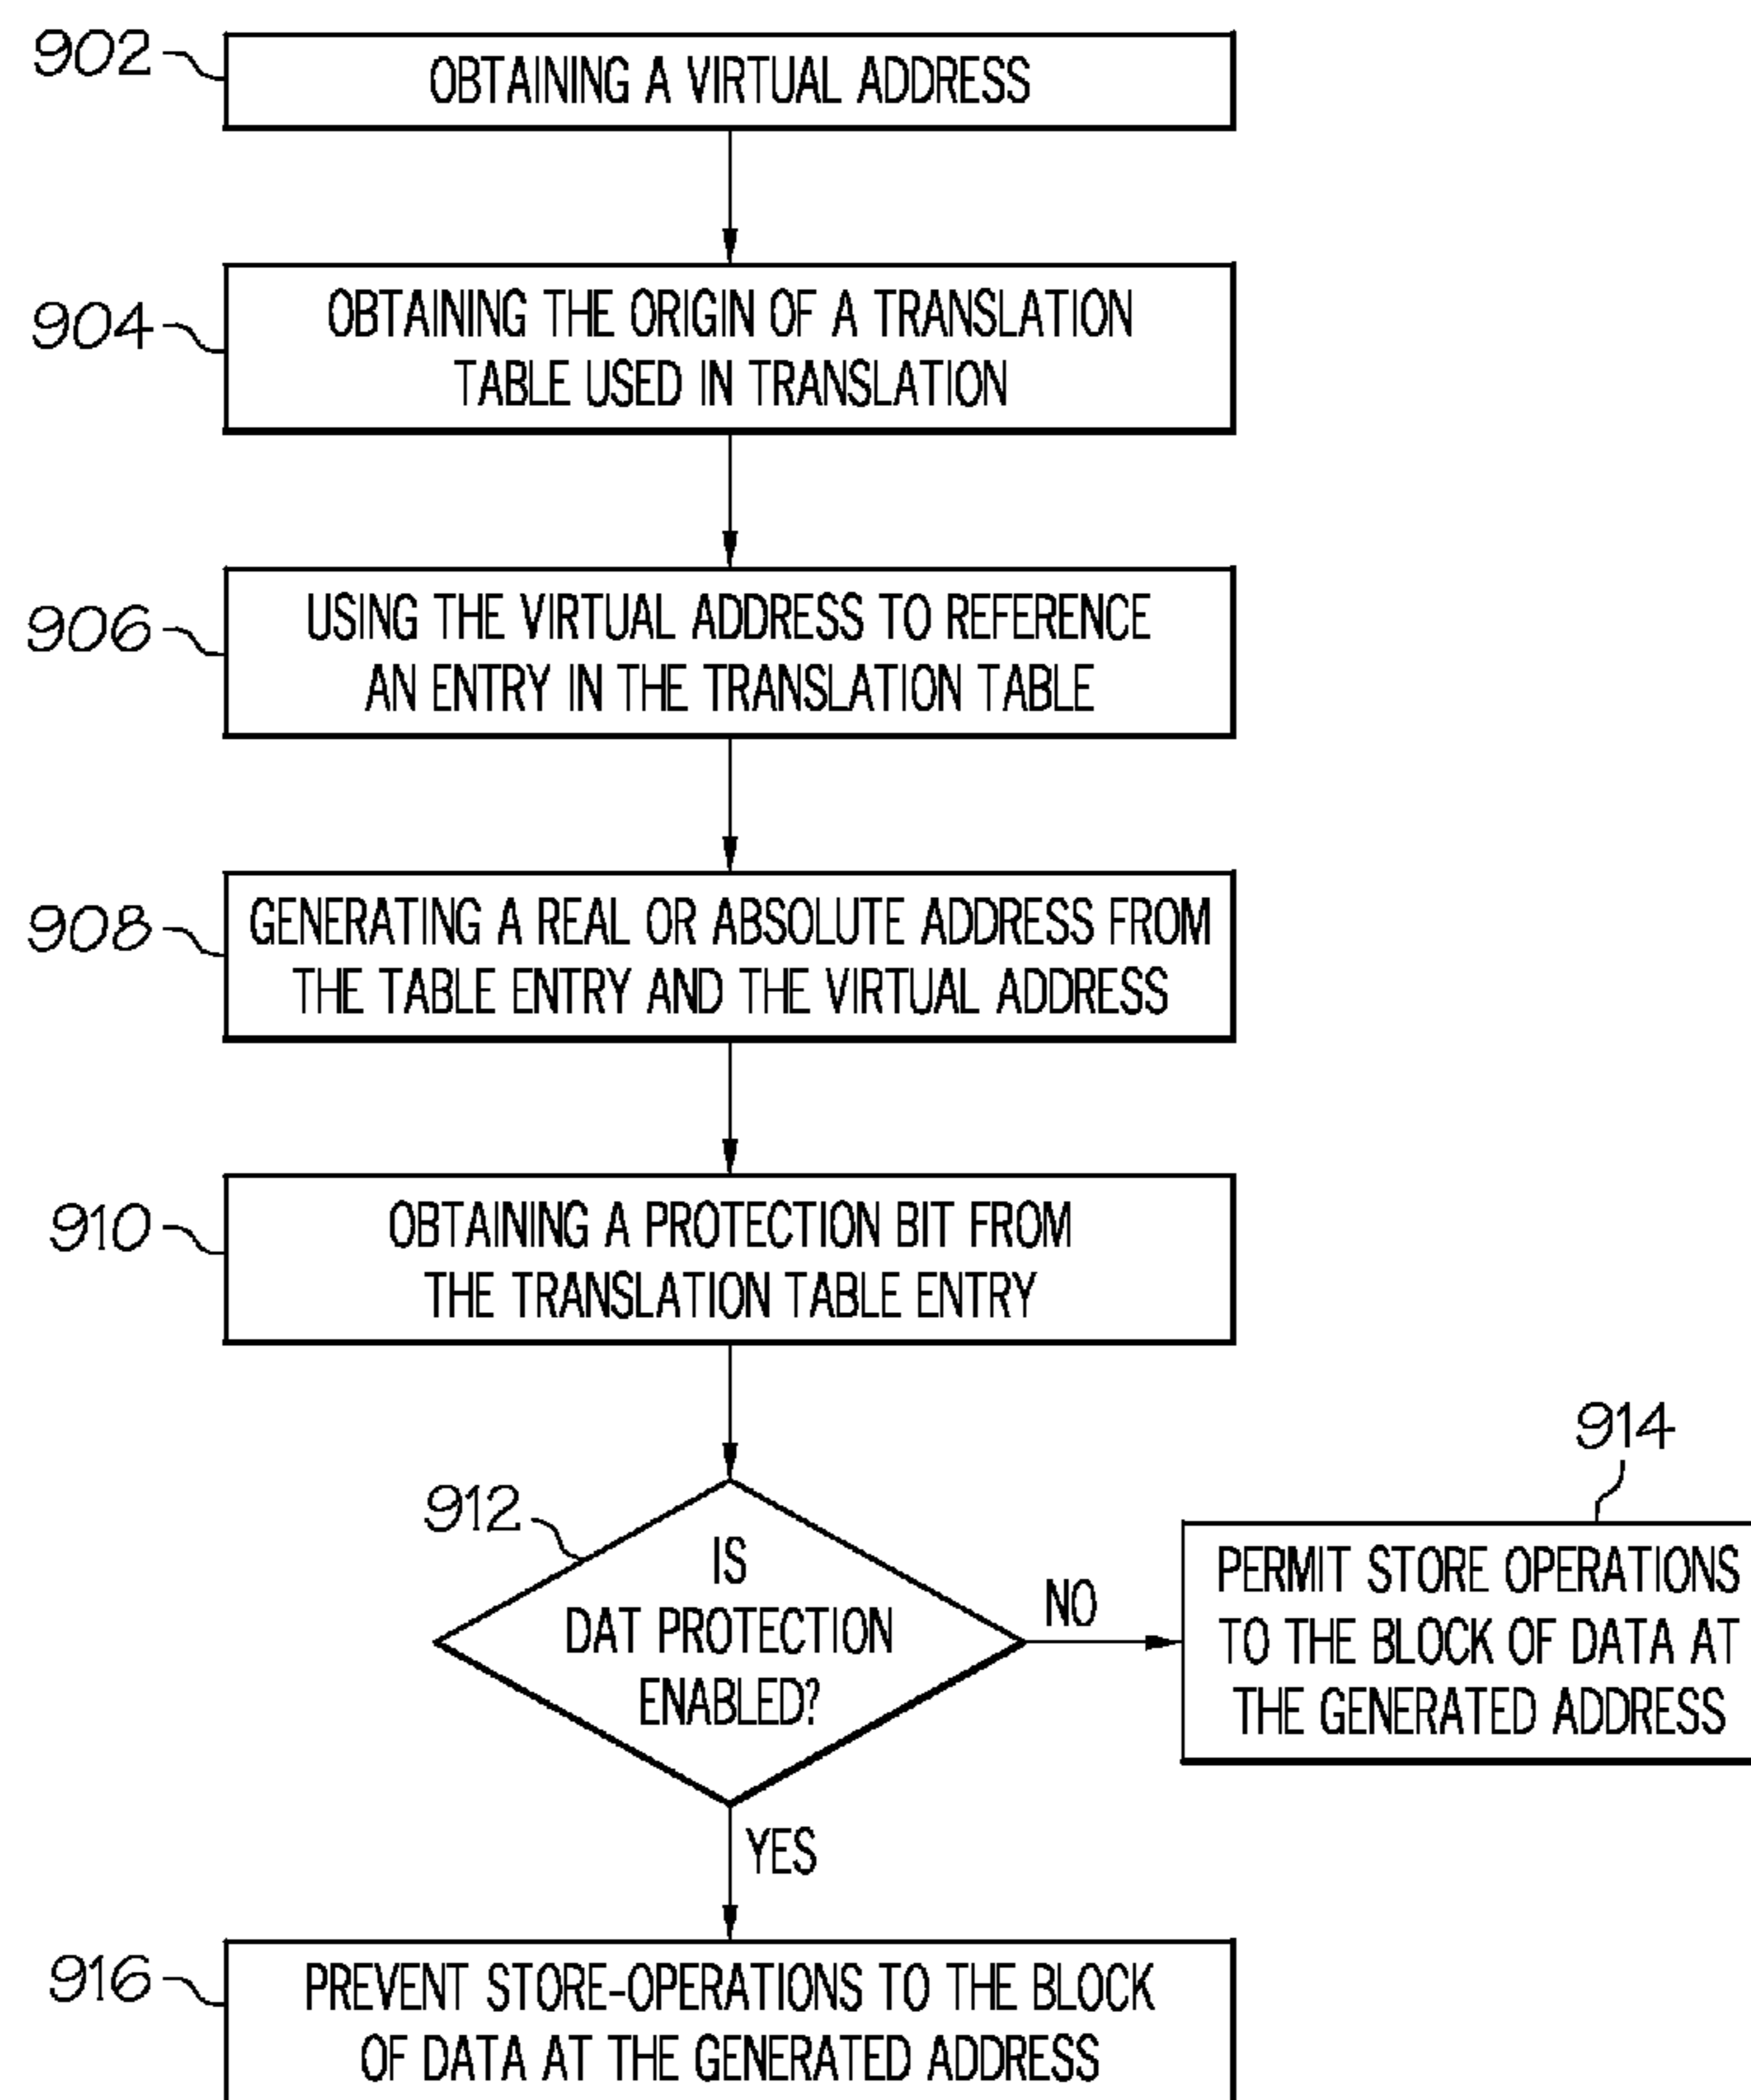 902
OBTAINING A VIRTUAL ADDRESS
904
OBTAINING THE ORIGIN OF A TRANSLATION
TABLE USED IN TRANSLATION
906
USING THE VIRTUAL ADDRESS TO REFERENCE
AN ENTRY IN THE TRANSLATION TABLE
908
GENERATING A REAL OR ABSOLUTE ADDRESS FROM
THE TABLE ENTRY AND THE VIRTUAL ADDRESS
910
OBTAINING A PROTECTION BIT FROM
THE TRANSLATION TABLE ENTRY
912
IS
DAT PROTECTION
ENABLED?
NO
914
PERMIT STORE OPERATIONS
TO THE BLOCK OF DATA AT
THE GENERATED ADDRESS
YES
916
PREVENT STORE-OPERATIONS TO THE BLOCK
OF DATA AT THE GENERATED ADDRESS